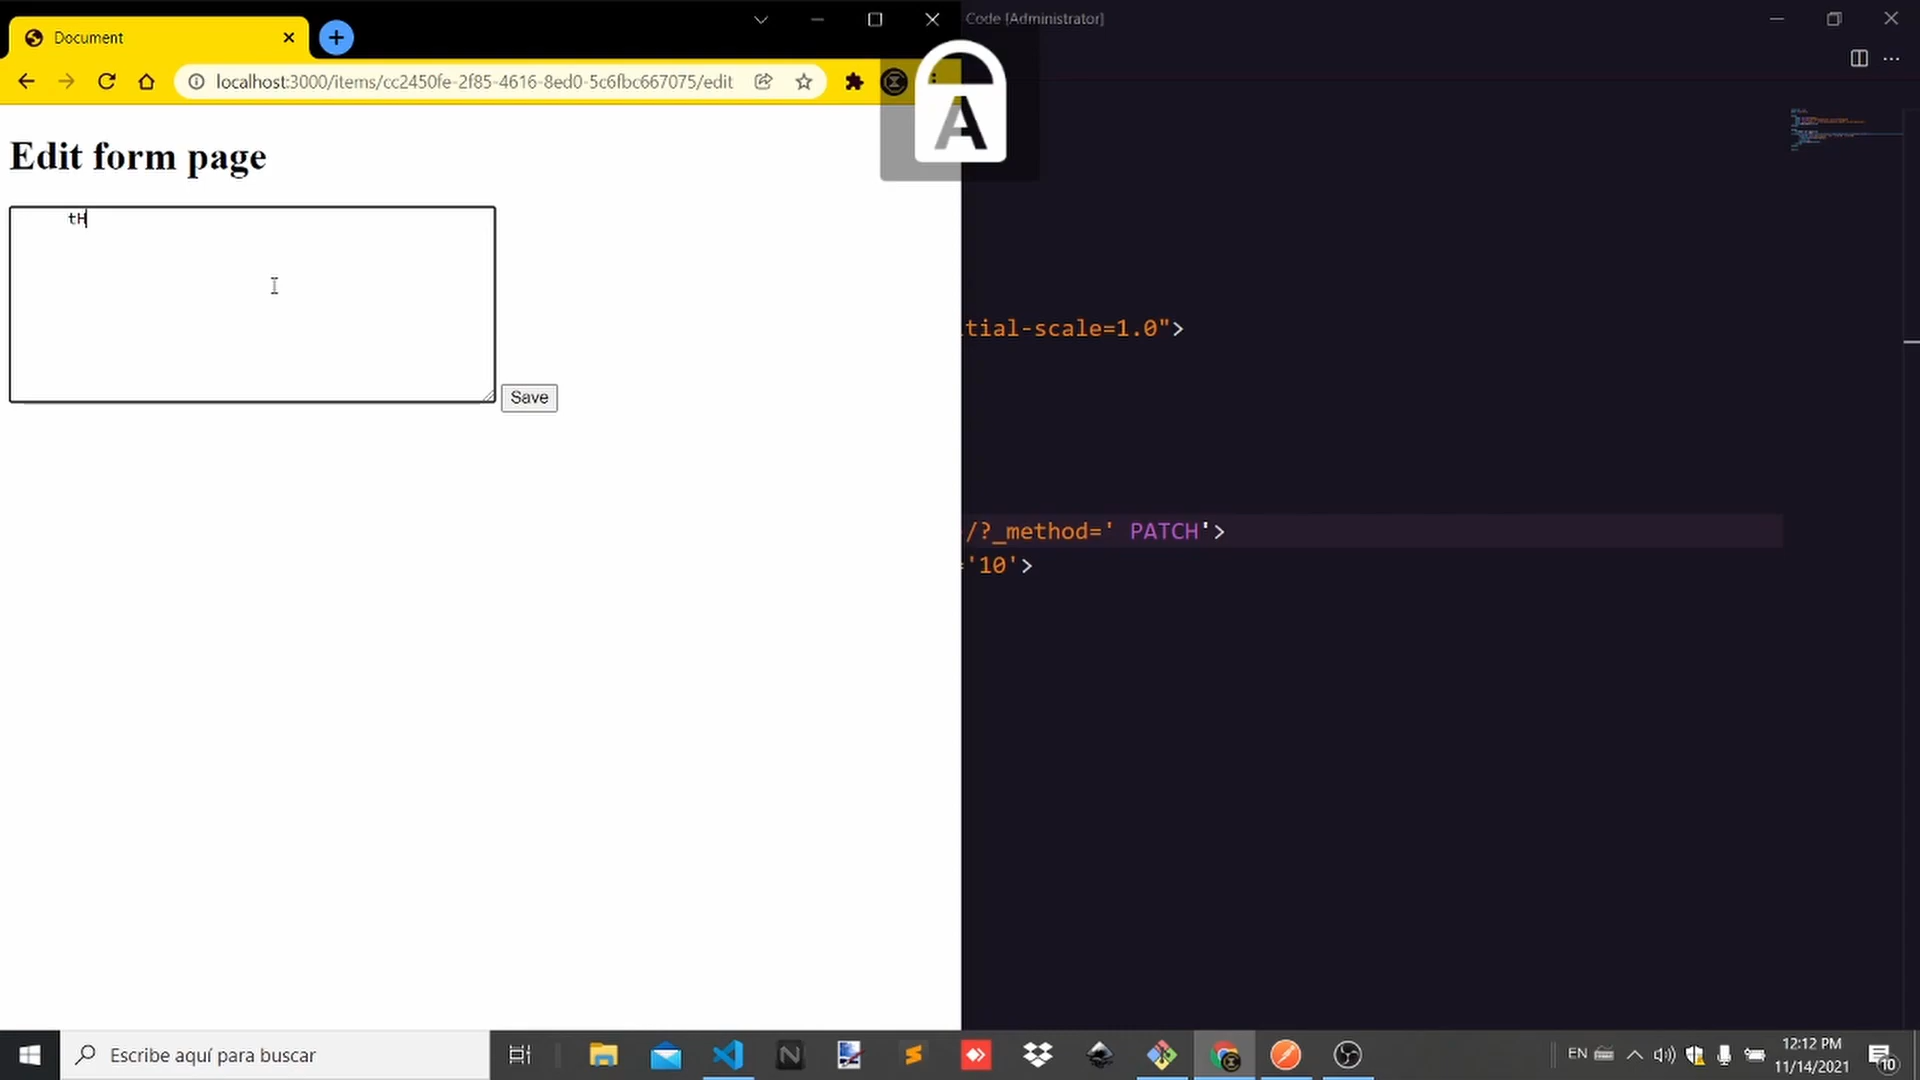 Document
Code [Administrator]
localhost:3000/items/cc2450fe-2f85-4616-8ed0-5c6fbc667075/edit
A
Edit form page
tH
Save
tial-scale=1.0">
/?_method=' PATCH'>
='10'>
Escribe aquí para buscar
EN
12:12 PM
11/14/2021
10